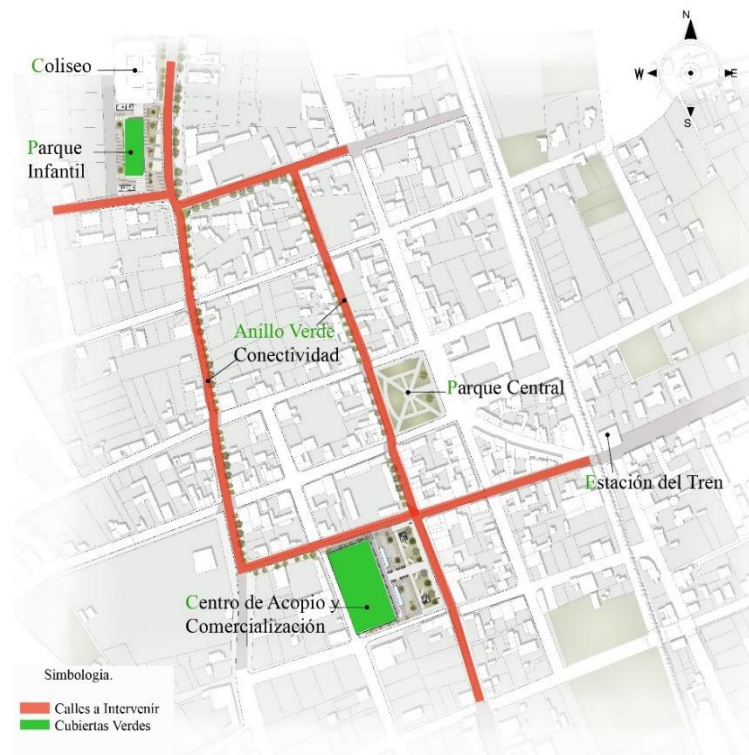 N
W
E
S
Coliseo
Parque
Infantil
Anillo Verde
Conectividad
Parque Central
Estación del Tren
Centro de Acopio y
Comercialización
Simbologia.
Calles a Intervenir
Cubiertas Verdes